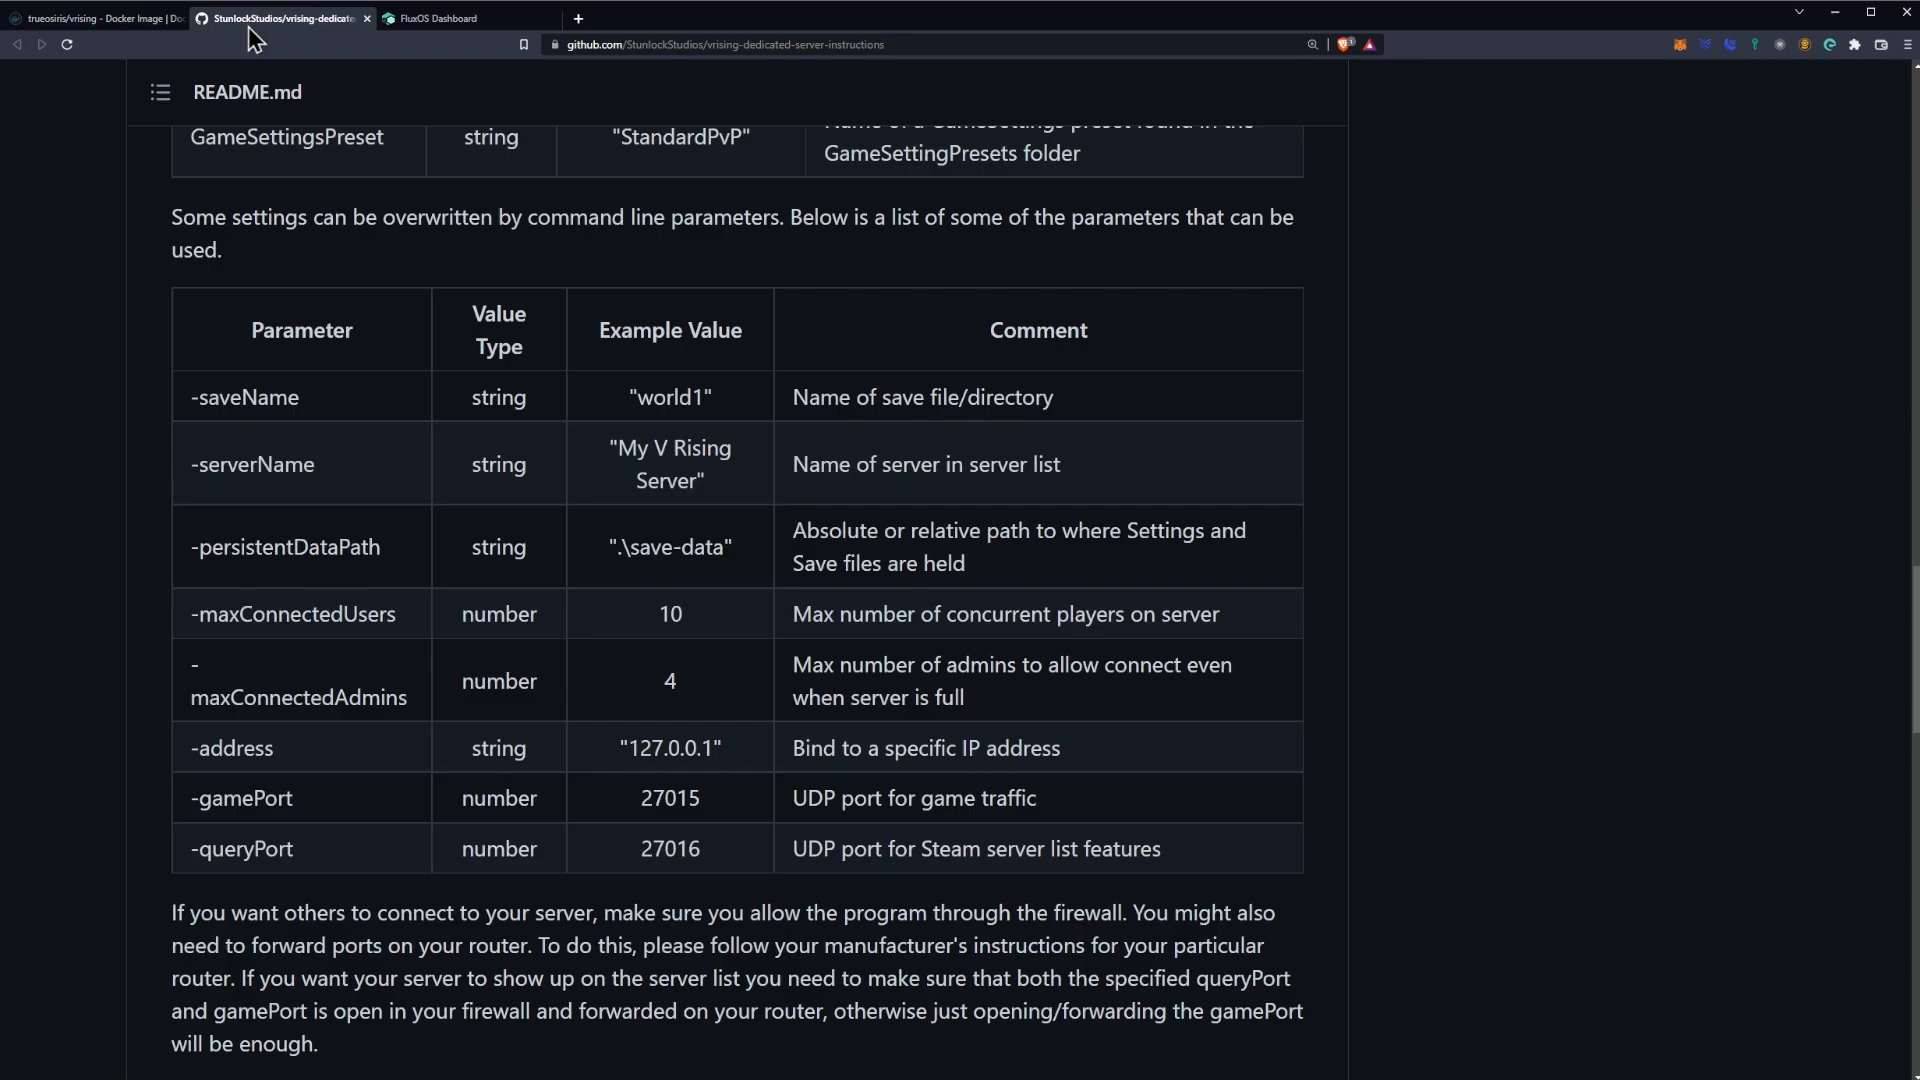 trueosiris/vrising - Docker Image | Doc
StunlockStudios/vrising-dedicate
FluxOS Dashboard
github.com/StunlockStudios/vrising-dedicated-server-instructions
README.md
GameSettingsPreset string "StandardPvP" Name of a GameSettings preset found in the
GameSettingPresets folder
Some settings can be overwritten by command line parameters. Below is a list of some of the parameters that can be
used.
Parameter Value Type Example Value Comment
-saveName string "world1" Name of save file/directory
-serverName string "My V Rising Server" Name of server in server list
-persistentDataPath string ".\save-data" Absolute or relative path to where Settings and
Save files are held
-maxConnectedUsers number 10 Max number of concurrent players on server
-
maxConnectedAdmins number 4 Max number of admins to allow connect even
when server is full
-address string "127.0.0.1" Bind to a specific IP address
-gamePort number 27015 UDP port for game traffic
-queryPort number 27016 UDP port for Steam server list features
If you want others to connect to your server, make sure you allow the program through the firewall. You might also
need to forward ports on your router. To do this, please follow your manufacturer's instructions for your particular
router. If you want your server to show up on the server list you need to make sure that both the specified queryPort
and gamePort is open in your firewall and forwarded on your router, otherwise just opening/forwarding the gamePort
will be enough.